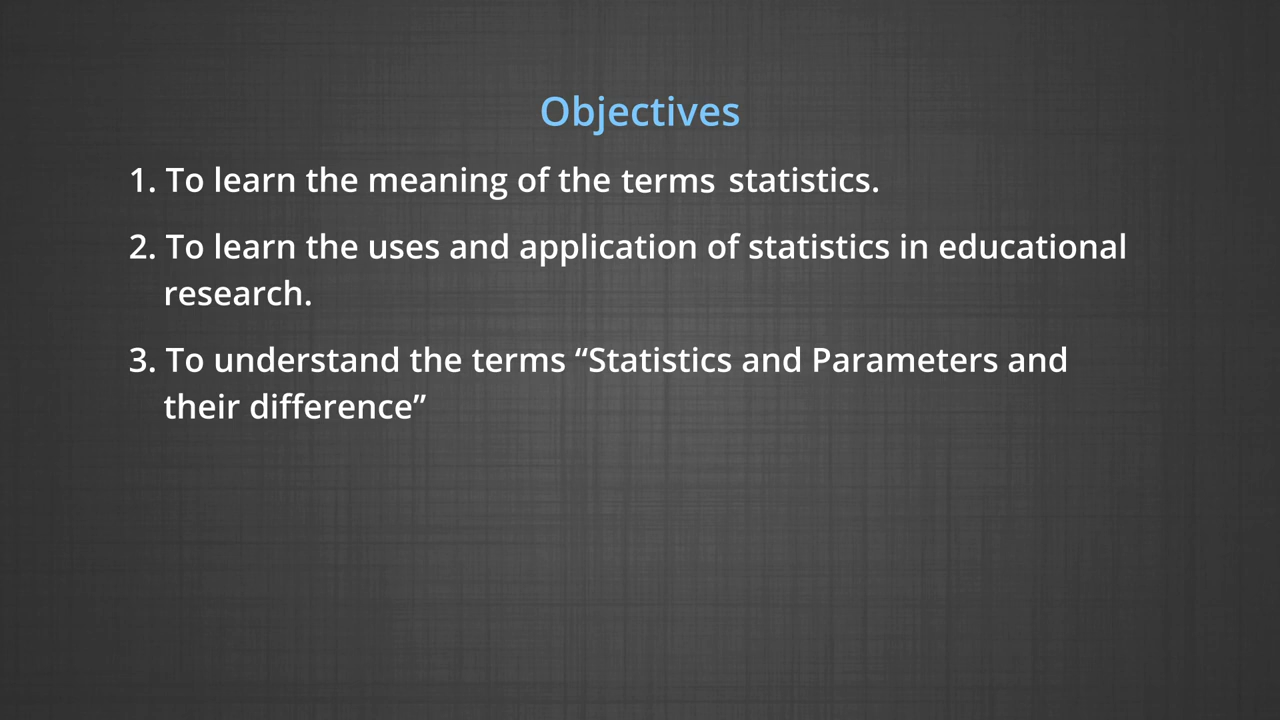 Objectives
1. To learn the meaning of the terms statistics.
2. To learn the uses and application of statistics in educational
research.
3. To understand the terms “Statistics and Parameters and
their difference”